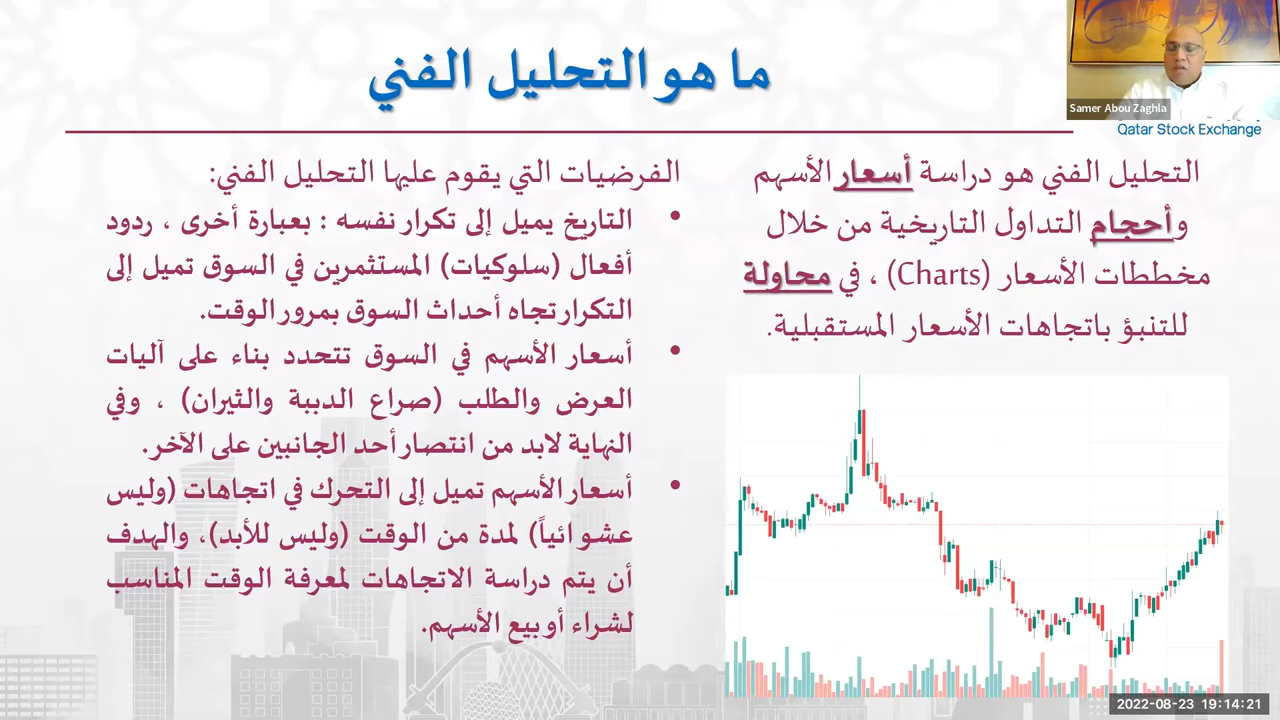 ما هو التحليل الفني
Samer Abou Zaghla
Qatar Stock Exchange
التحليل الفني هو دراسة أسعار الأسهم
وأحجام التداول التاريخية من خلال
مخططات الأسعار (Charts) ، في محاولة
للتنبؤ باتجاهات الأسعار المستقبلية.
الفرضيات التي يقوم عليها التحليل الفني:
• التاريخ يميل إلى تكرار نفسه : بعبارة أخرى ، ردود
أفعال (سلوكيات) المستثمرين في السوق تميل إلى
التكرار تجاه أحداث السوق بمرور الوقت.
• أسعار الأسهم في السوق تتحدد بناء على آليات
العرض والطلب (صراع الدببة والثيران) ، وفي
النهاية لابد من انتصار أحد الجانبين على الآخر.
• أسعار الأسهم تميل إلى التحرك في اتجاهات (وليس
عشوائياً) لمدة من الوقت (وليس للأبد)، والهدف
أن يتم دراسة الاتجاهات لمعرفة الوقت المناسب
لشراء أو بيع الأسهم.
2022-08-23 19:14:21